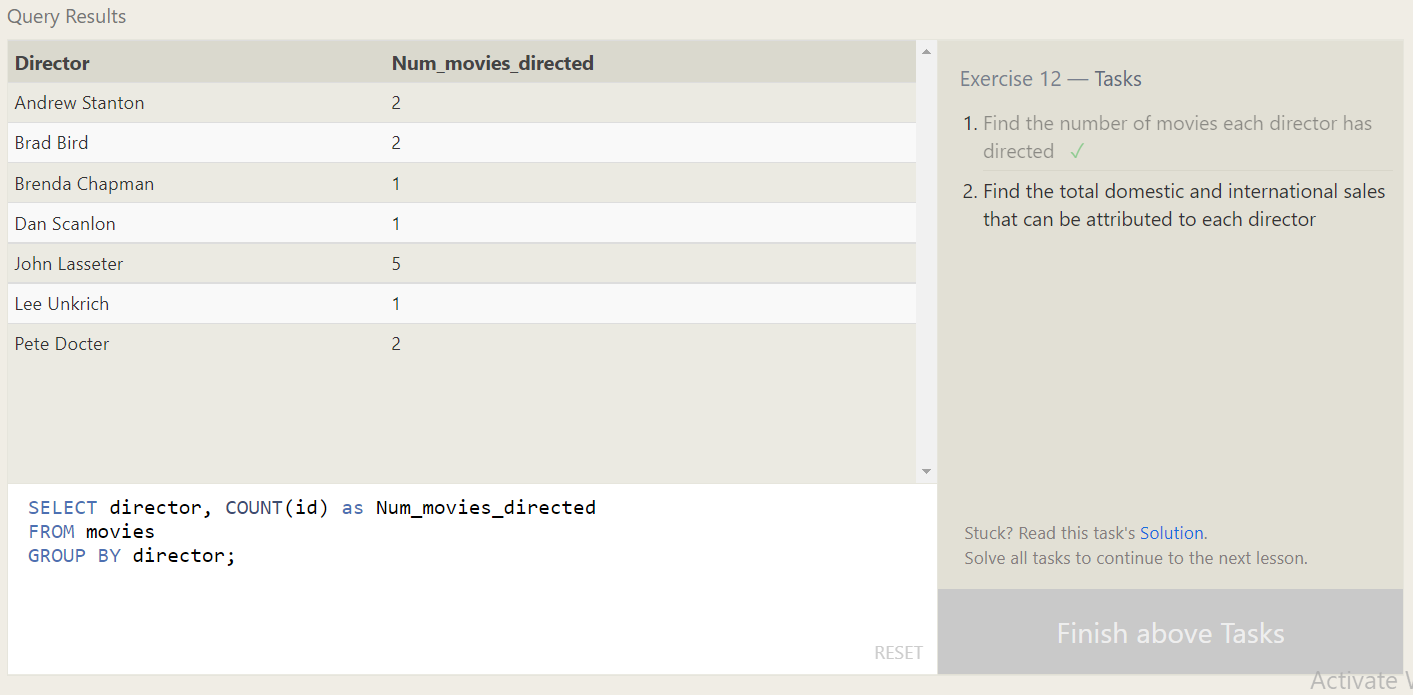 Query Results
Director Num_movies_directed
Andrew Stanton 2
Brad Bird 2
Brenda Chapman 1
Dan Scanlon 1
John Lasseter 5
Lee Unkrich 1
Pete Docter 2
SELECT director, COUNT(id) as Num_movies_directed
FROM movies
GROUP BY director;
RESET
Exercise 12 — Tasks
1. Find the number of movies each director has
directed ✓
2. Find the total domestic and international sales
that can be attributed to each director
Stuck? Read this task's Solution.
Solve all tasks to continue to the next lesson.
Finish above Tasks
Activate